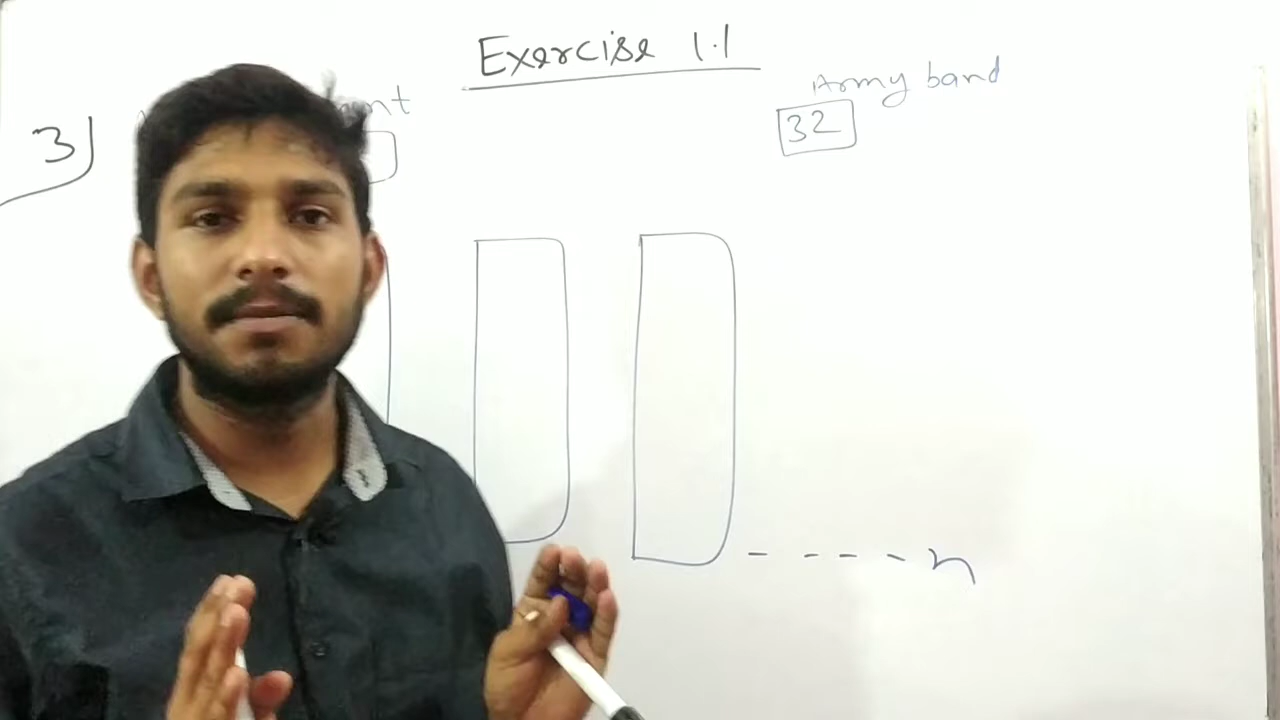 Exercise 1.1
Army band
3)
32
- - - - n